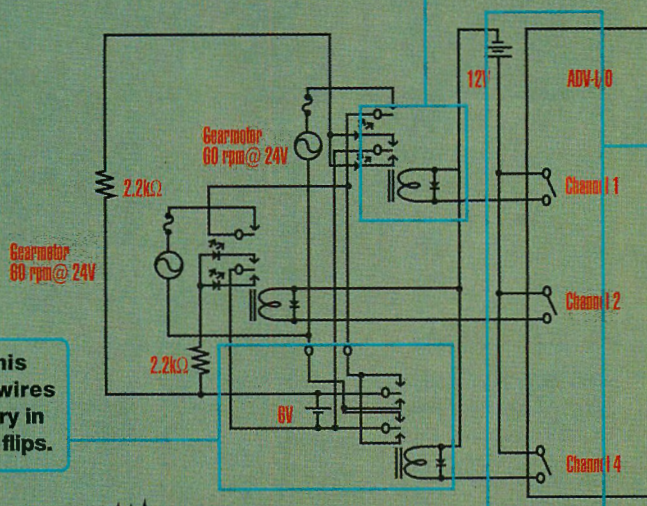 12V
ADV-I/O
Gearmotor
60 rpm@ 24V
2.2kΩ
Channel 1
Gearmotor
60 rpm@ 24V
Channel 2
his
wires
ry in
flips.
2.2kΩ
6V
Channel 4